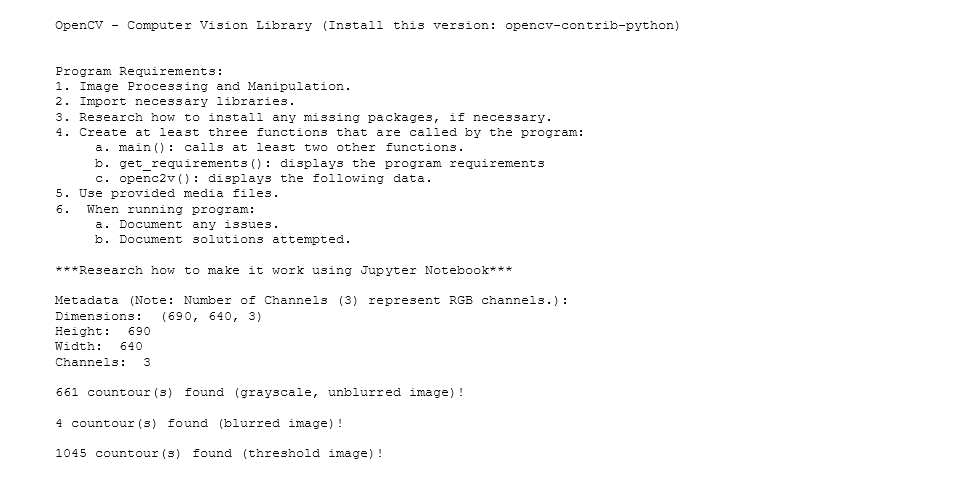 OpenCV - Computer Vision Library (Install this version: opencv-contrib-python)
Program Requirements:
1. Image Processing and Manipulation.
2. Import necessary libraries.
3. Research how to install any missing packages, if necessary.
4. Create at least three functions that are called by the program:
a. main(): calls at least two other functions.
b. get_requirements(): displays the program requirements
c. openc2v(): displays the following data.
5. Use provided media files.
6.  When running program:
a. Document any issues.
b. Document solutions attempted.
***Research how to make it work using Jupyter Notebook***
Metadata (Note: Number of Channels (3) represent RGB channels.):
Dimensions:  (690, 640, 3)
Height:  690
Width:  640
Channels:  3
661 countour(s) found (grayscale, unblurred image)!
4 countour(s) found (blurred image)!
1045 countour(s) found (threshold image)!